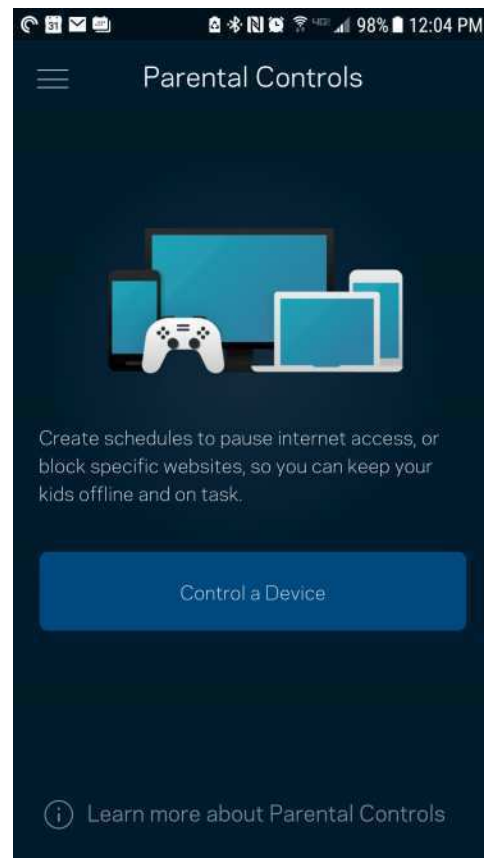 31 98% 12:04 PM
Parental Controls
Create schedules to pause internet access, or
block specific websites, so you can keep your
kids offline and on task.
Control a Device
Learn more about Parental Controls